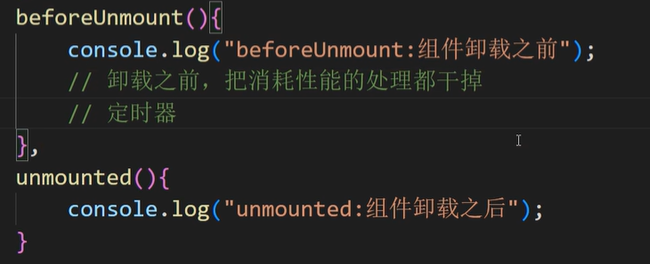 beforeUnmount(){
    console.log("beforeUnmount:组件卸载之前");
    // 卸载之前，把消耗性能的处理都干掉
    // 定时器
},
unmounted(){
    console.log("unmounted:组件卸载之后");
}